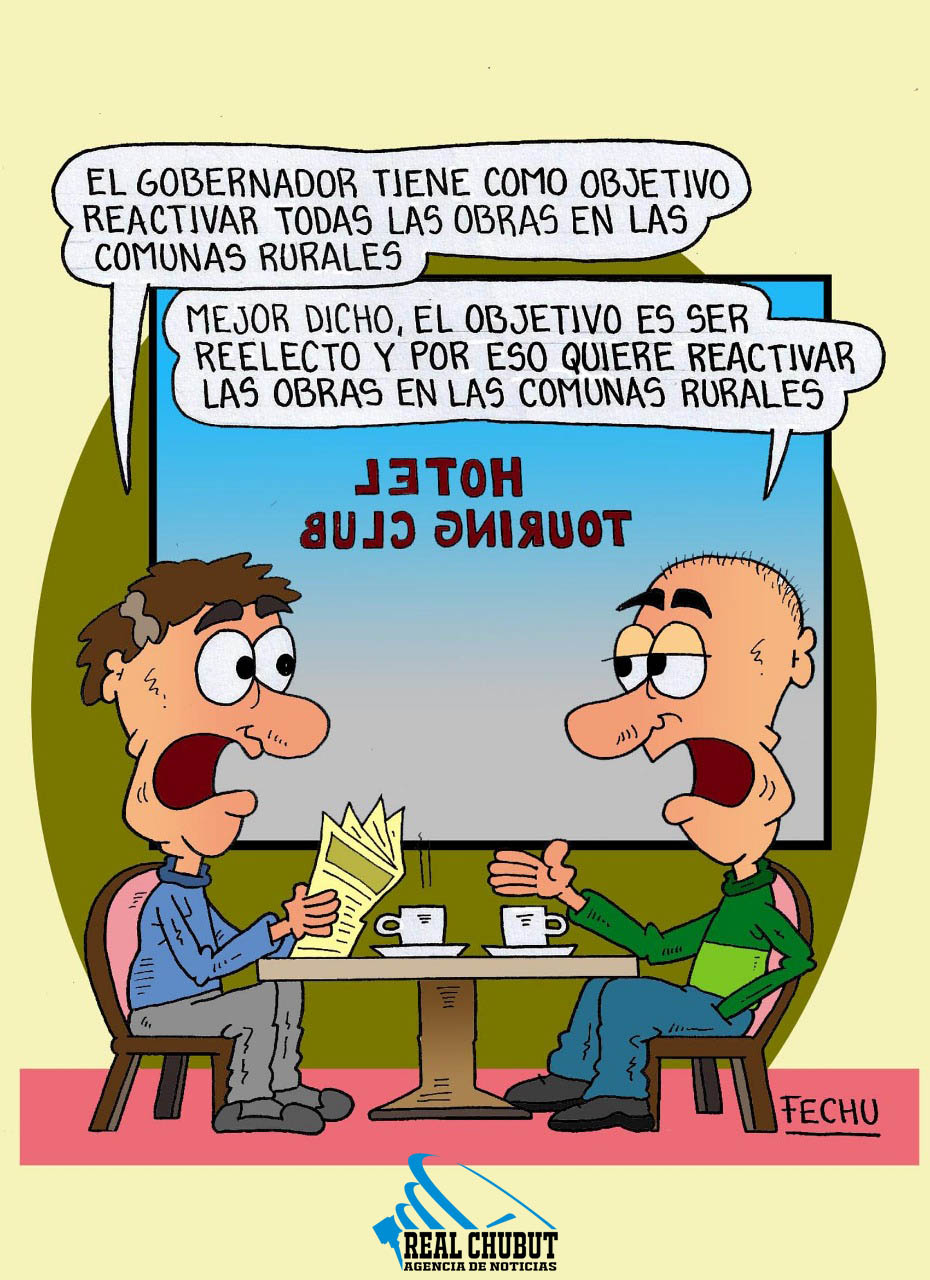 EL GOBERNADOR TIENE COMO OBJETIVO
REACTIVAR TODAS LAS OBRAS EN LAS
COMUNAS RURALES
MEJOR DICHO, EL OBJETIVO ES SER
REELECTO Y POR ESO QUIERE REACTIVAR
LAS OBRAS EN LAS COMUNAS RURALES
HOTEL
TOURING CLUB
FECHU
REAL CHUBUT
AGENCIA DE NOTICIAS